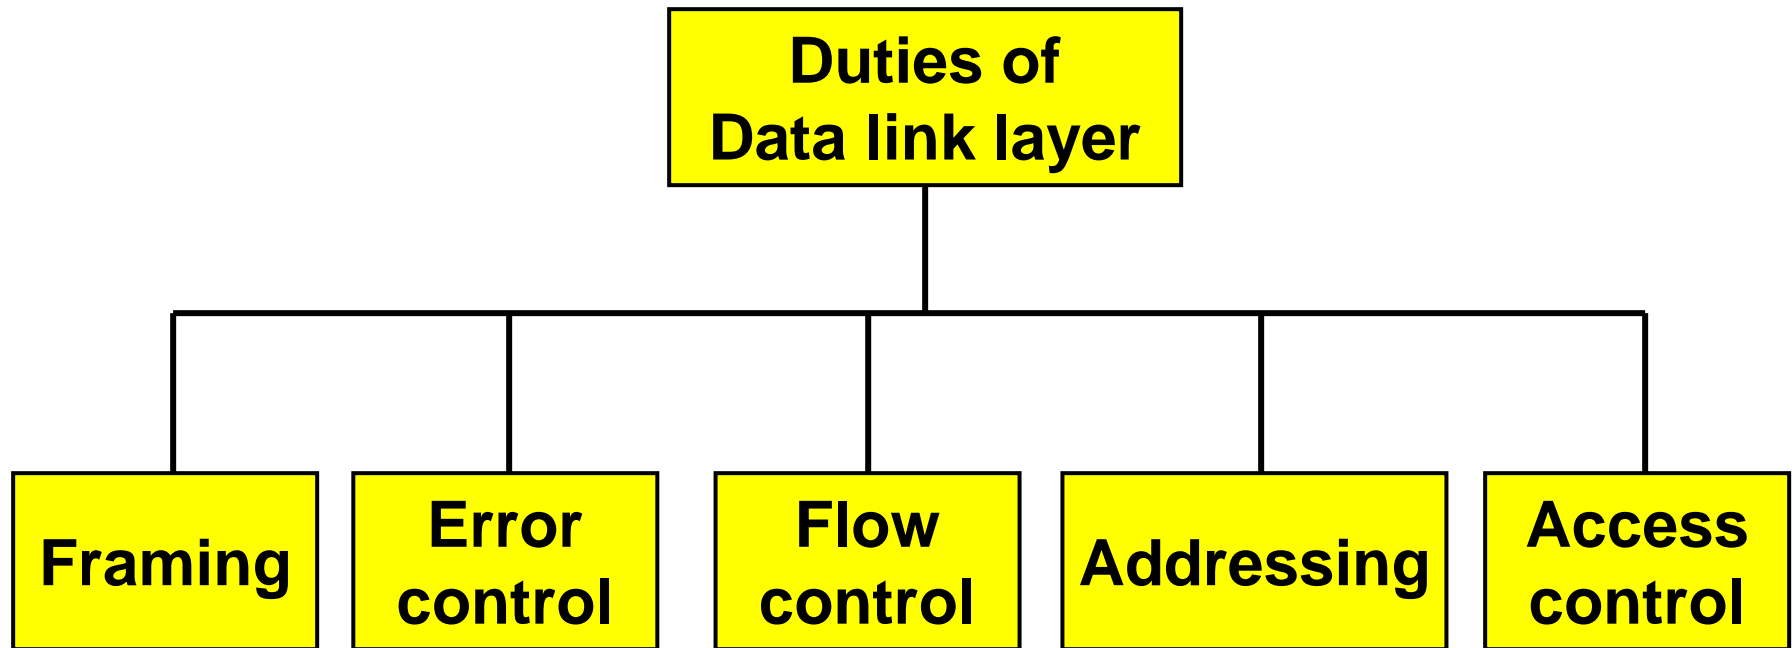 Duties of
Data link layer
Framing
Error
control
Flow
control
Addressing
Access
control